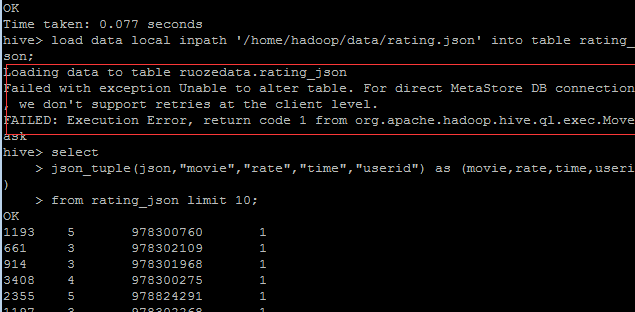 OK
Time taken: 0.077 seconds
hive> load data local inpath '/home/hadoop/data/rating.json' into table rating_
son;
Loading data to table ruozedata.rating_json
Failed with exception Unable to alter table. For direct MetaStore DB connection
, we don't support retries at the client level.
FAILED: Execution Error, return code 1 from org.apache.hadoop.hive.ql.exec.Move
ask
hive> select
> json_tuple(json,"movie","rate","time","userid") as (movie,rate,time,useri
)
> from rating_json limit 10;
OK
1193 5 978300760 1
661 3 978302109 1
914 3 978301968 1
3408 4 978300275 1
2355 5 978824291 1
1197 3 978302268 1